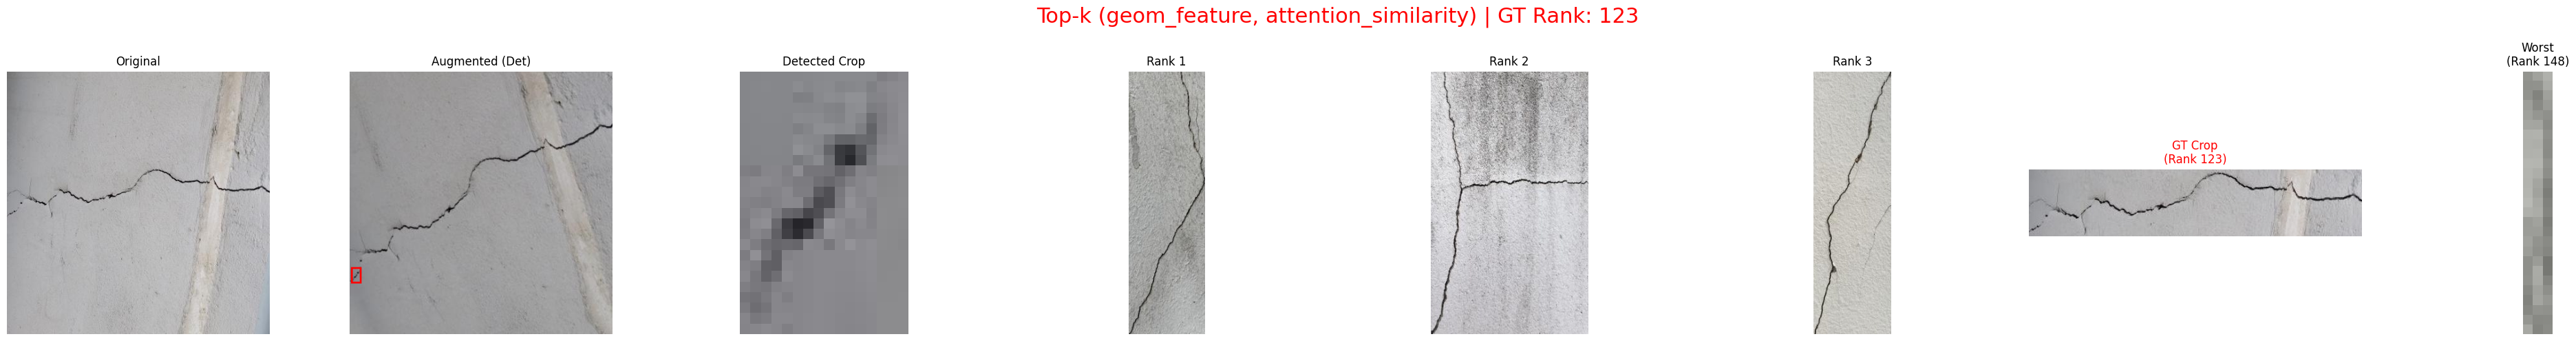 Top-k (geom_feature, attention_similarity) | GT Rank: 123
Original
Augmented (Det)
Detected Crop
Rank 1
Rank 2
Rank 3
GT Crop
(Rank 123)
Worst
(Rank 148)